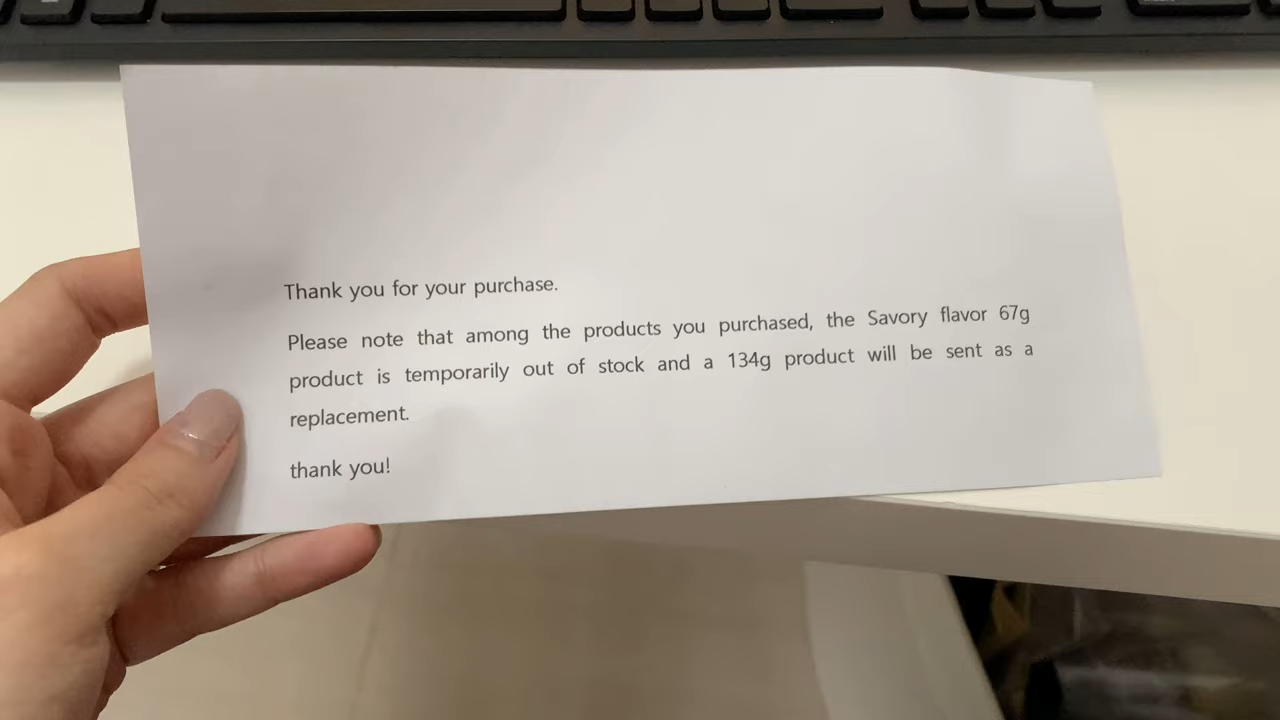 Thank you for your purchase.
Please note that among the products you purchased, the Savory flavor 67g
product is temporarily out of stock and a 134g product will be sent as a
replacement.
thank you!